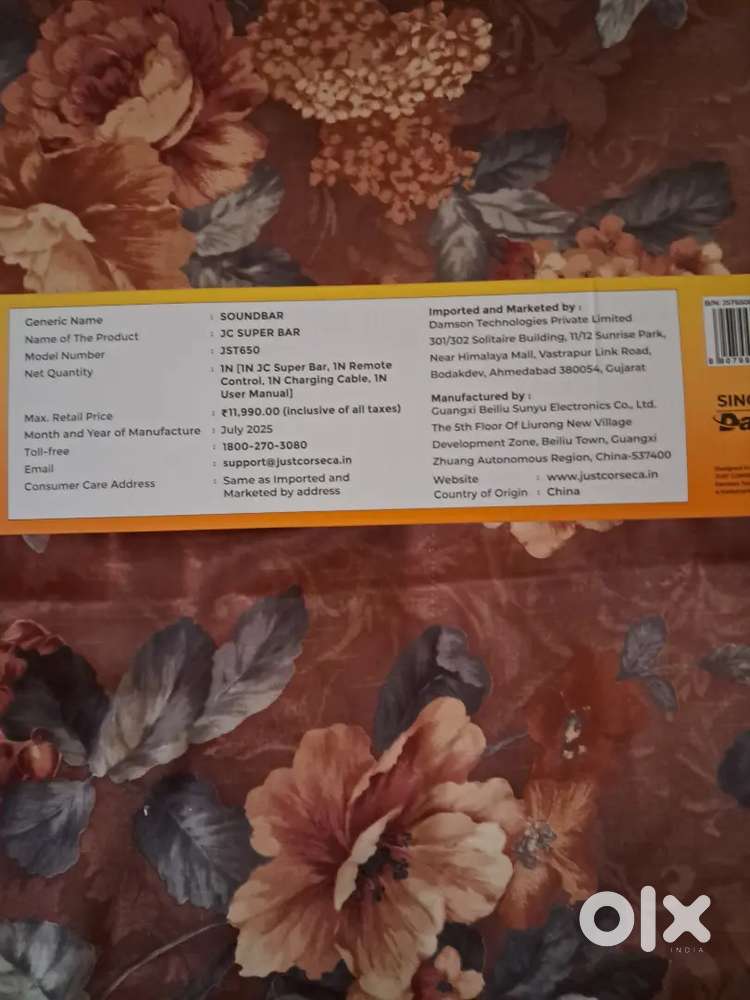 Generic Name : SOUNDBAR
Name of The Product : JC SUPER BAR
Model Number : JST650
Net Quantity : 1N [1N JC Super Bar, 1N Remote
Control, 1N Charging Cable, 1N
User Manual]
Max. Retail Price : ₹11,990.00 (inclusive of all taxes)
Month and Year of Manufacture : July 2025
Toll-free : 1800-270-3080
Email : support@justcorseca.in
Consumer Care Address : Same as Imported and
Marketed by address
Imported and Marketed by :
Damson Technologies Private Limited
301/302 Solitaire Building, 11/12 Sunrise Park,
Near Himalaya Mall, Vastrapur Link Road,
Bodakdev, Ahmedabad 380054, Gujarat
Manufactured by :
Guangxi Beiliu Sunyu Electronics Co., Ltd.
The 5th Floor Of Liurong New Village
Development Zone, Beiliu Town, Guangxi
Zhuang Autonomous Region, China-537400
Website : www.justcorseca.in
Country of Origin : China
SINC
Da
olx
INDIA